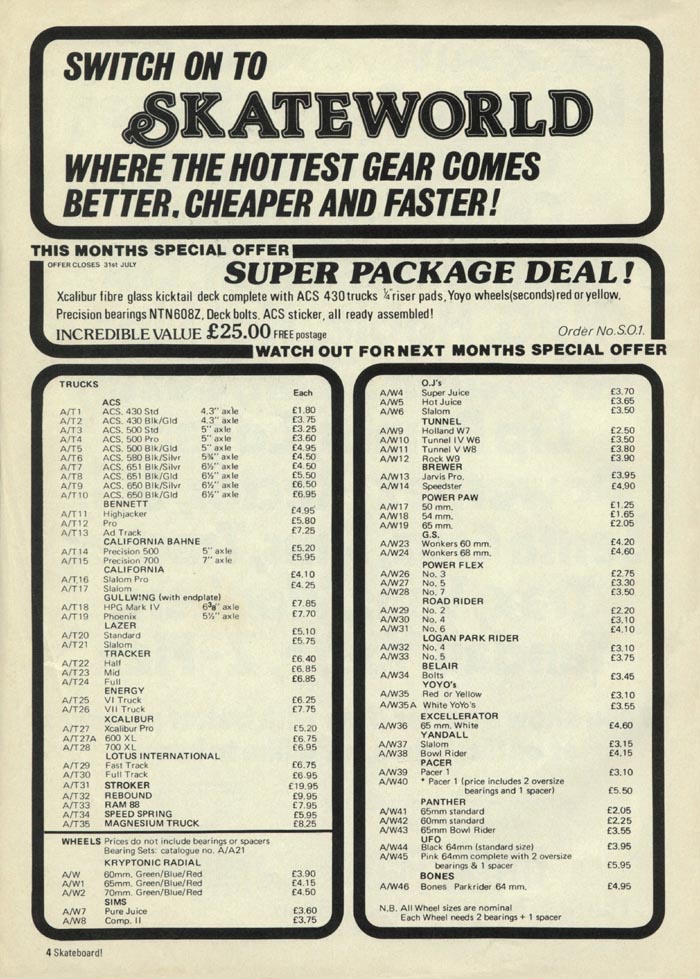 SWITCH ON TO
SKATEWORLD
WHERE THE HOTTEST GEAR COMES
BETTER, CHEAPER AND FASTER!
THIS MONTHS SPECIAL OFFER
OFFER CLOSES 31st JULY
SUPER PACKAGE DEAL!
Xcalibur fibre glass kicktail deck complete with ACS 430 trucks ¼" riser pads, Yoyo wheels(seconds) red or yellow,
Precision bearings NTN608Z, Deck bolts, ACS sticker, all ready assembled!
INCREDIBLE VALUE £25.00 FREE postage Order No.S.O.1.
WATCH OUT FOR NEXT MONTHS SPECIAL OFFER
TRUCKS
Each
ACS
A/T1 ACS. 430 Std 4.3" axle £1.80
A/T2 ACS. 430 Blk/Gld 4.3" axle £3.75
A/T3 ACS. 500 Std 5" axle £3.25
A/T4 ACS. 500 Pro 5" axle £3.60
A/T5 ACS. 500 Blk/Gld 5" axle £4.95
A/T6 ACS. 580 Blk/Silvr 5¾" axle £4.50
A/T7 ACS. 651 Blk/Silvr 6½" axle £4.50
A/T8 ACS. 651 Blk/Gld 6½" axle £5.50
A/T9 ACS. 650 Blk/Silvr 6½" axle £6.50
A/T10 ACS. 650 Blk/Gld 6½" axle £6.95
BENNETT
A/T11 Highjacker £4.95
A/T12 Pro £5.80
A/T13 Ad Track £7.25
CALIFORNIA BAHNE
A/T14 Precision 500 5" axle £5.20
A/T15 Precision 700 7" axle £5.95
CALIFORNIA
A/T.16 Slalom Pro £4.10
A/T17 Slalom £4.25
GULLWING (with endplate)
A/T18 HPG Mark IV 6⅜" axle £7.85
A/T19 Phoenix 5½" axle £7.70
LAZER
A/T20 Standard £5.10
A/T21 Slalom £5.75
TRACKER
A/T22 Half £6.40
A/T23 Mid £6.85
A/T24 Full £6.85
ENERGY
A/T25 VI Truck £6.25
A/T26 VII Truck £7.75
XCALIBUR
A/T27 Xcalibur Pro £5.20
A/T27A 600 XL £6.75
A/T28 700 XL £6.95
LOTUS INTERNATIONAL
A/T29 Fast Track £6.75
A/T30 Full Track £6.95
A/T31 STROKER £19.95
A/T32 REBOUND £9.95
A/T33 RAM 88 £7.95
A/T34 SPEED SPRING £5.95
A/T35 MAGNESIUM TRUCK £8.25
WHEELS Prices do not include bearings or spacers
Bearing Sets: catalogue no. A/A21
KRYPTONIC RADIAL
A/W 60mm. Green/Blue/Red £3.90
A/W1 65mm. Green/Blue/Red £4.15
A/W2 70mm. Green/Blue/Red £4.50
SIMS
A/W7 Pure Juice £3.60
A/W8 Comp. II £3.75
O.J's
A/W4 Super Juice £3.70
A/W5 Hot Juice £3.65
A/W6 Slalom £3.50
TUNNEL
A/W9 Holland W7 £2.50
A/W10 Tunnel IV W6 £3.50
A/W11 Tunnel V W8 £3.80
A/W12 Rock W9 £3.90
BREWER
A/W13 Jarvis Pro. £3.95
A/W14 Speedster £4.90
POWER PAW
A/W17 50 mm. £1.25
A/W18 54 mm. £1.65
A/W19 65 mm. £2.05
G.S.
A/W23 Wonkers 60 mm. £4.20
A/W24 Wonkers 68 mm. £4.60
POWER FLEX
A/W26 No. 3 £2.75
A/W27 No. 5 £3.30
A/W28 No. 7 £3.50
ROAD RIDER
A/W29 No. 2 £2.20
A/W30 No. 4 £3.10
A/W31 No. 6 £4.10
LOGAN PARK RIDER
A/W32 No. 4 £3.10
A/W33 No. 5 £3.75
BELAIR
A/W34 Bolts £3.45
YOYO's
A/W35 Red or Yellow £3.10
A/W35A White YoYo's £3.55
EXCELLERATOR
A/W36 65 mm. White £4.60
YANDALL
A/W37 Slalom £3.15
A/W38 Bowl Rider £4.15
PACER
A/W39 Pacer 1 £3.10
A/W40 * Pacer 1 (price includes 2 oversize
bearings and 1 spacer) £5.50
PANTHER
A/W41 65mm standard £2.05
A/W42 60mm standard £2.25
A/W43 65mm Bowl Rider £3.55
UFO
A/W44 Black 64mm (standard size) £3.95
A/W45 Pink 64mm complete with 2 oversize
bearings & 1 spacer £5.95
BONES
A/W46 Bones Parkrider 64 mm. £4.95
N.B. All Wheel sizes are nominal
Each Wheel needs 2 bearings + 1 spacer
4 Skateboard!